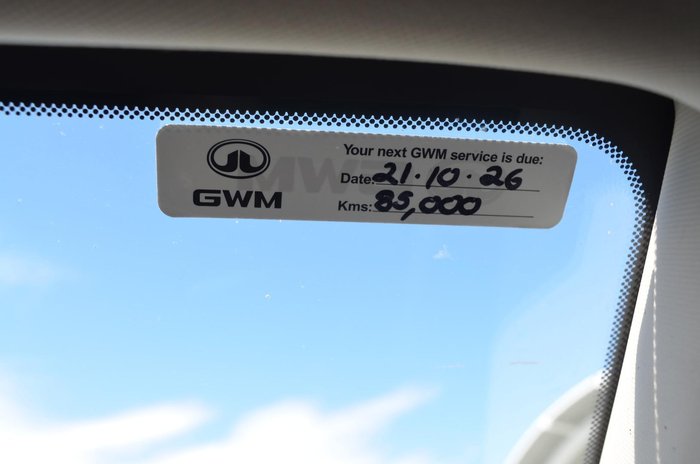 Your next GWM service is due:
Date: 21.10.26
GWM
Kms: 85,000